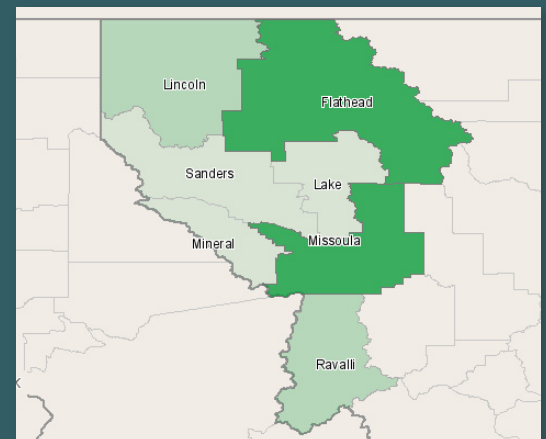 Lincoln
Flathead
Sanders
Lake
Mineral
Missoula
Ravalli